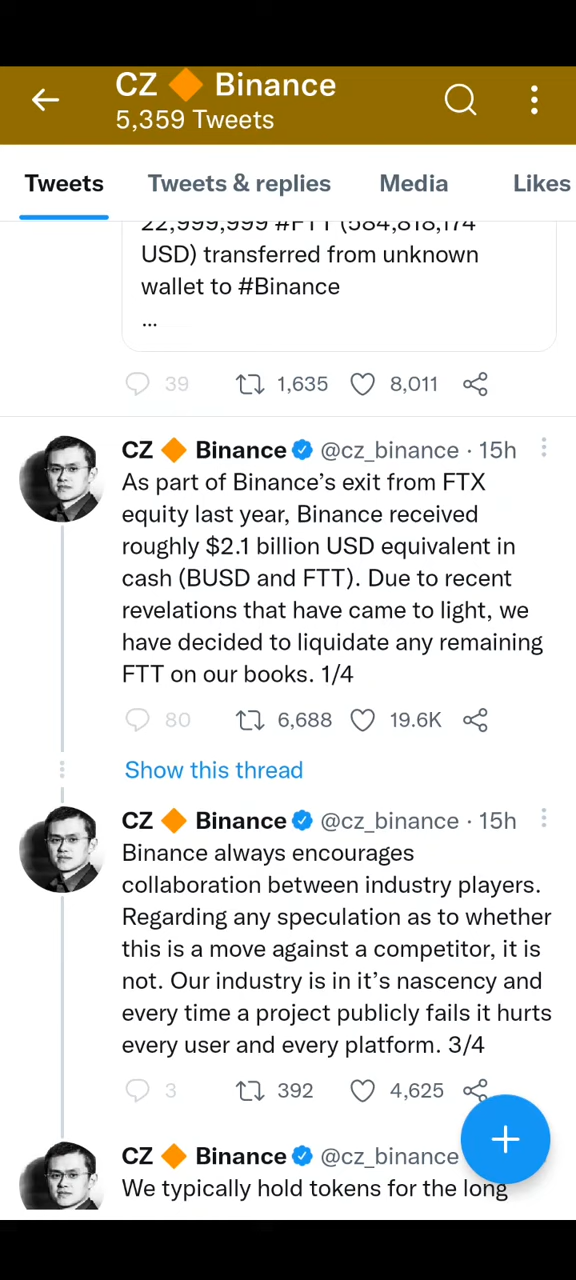 CZ 🔶 Binance
5,359 Tweets
Tweets Tweets & replies Media Likes
22,999,999 #FTT (584,818,174
USD) transferred from unknown
wallet to #Binance
...
39 1,635 8,011
CZ 🔶 Binance @cz_binance · 15h
As part of Binance’s exit from FTX
equity last year, Binance received
roughly $2.1 billion USD equivalent in
cash (BUSD and FTT). Due to recent
revelations that have came to light, we
have decided to liquidate any remaining
FTT on our books. 1/4
80 6,688 19.6K
Show this thread
CZ 🔶 Binance @cz_binance · 15h
Binance always encourages
collaboration between industry players.
Regarding any speculation as to whether
this is a move against a competitor, it is
not. Our industry is in it’s nascency and
every time a project publicly fails it hurts
every user and every platform. 3/4
3 392 4,625
CZ 🔶 Binance @cz_binance
We typically hold tokens for the long